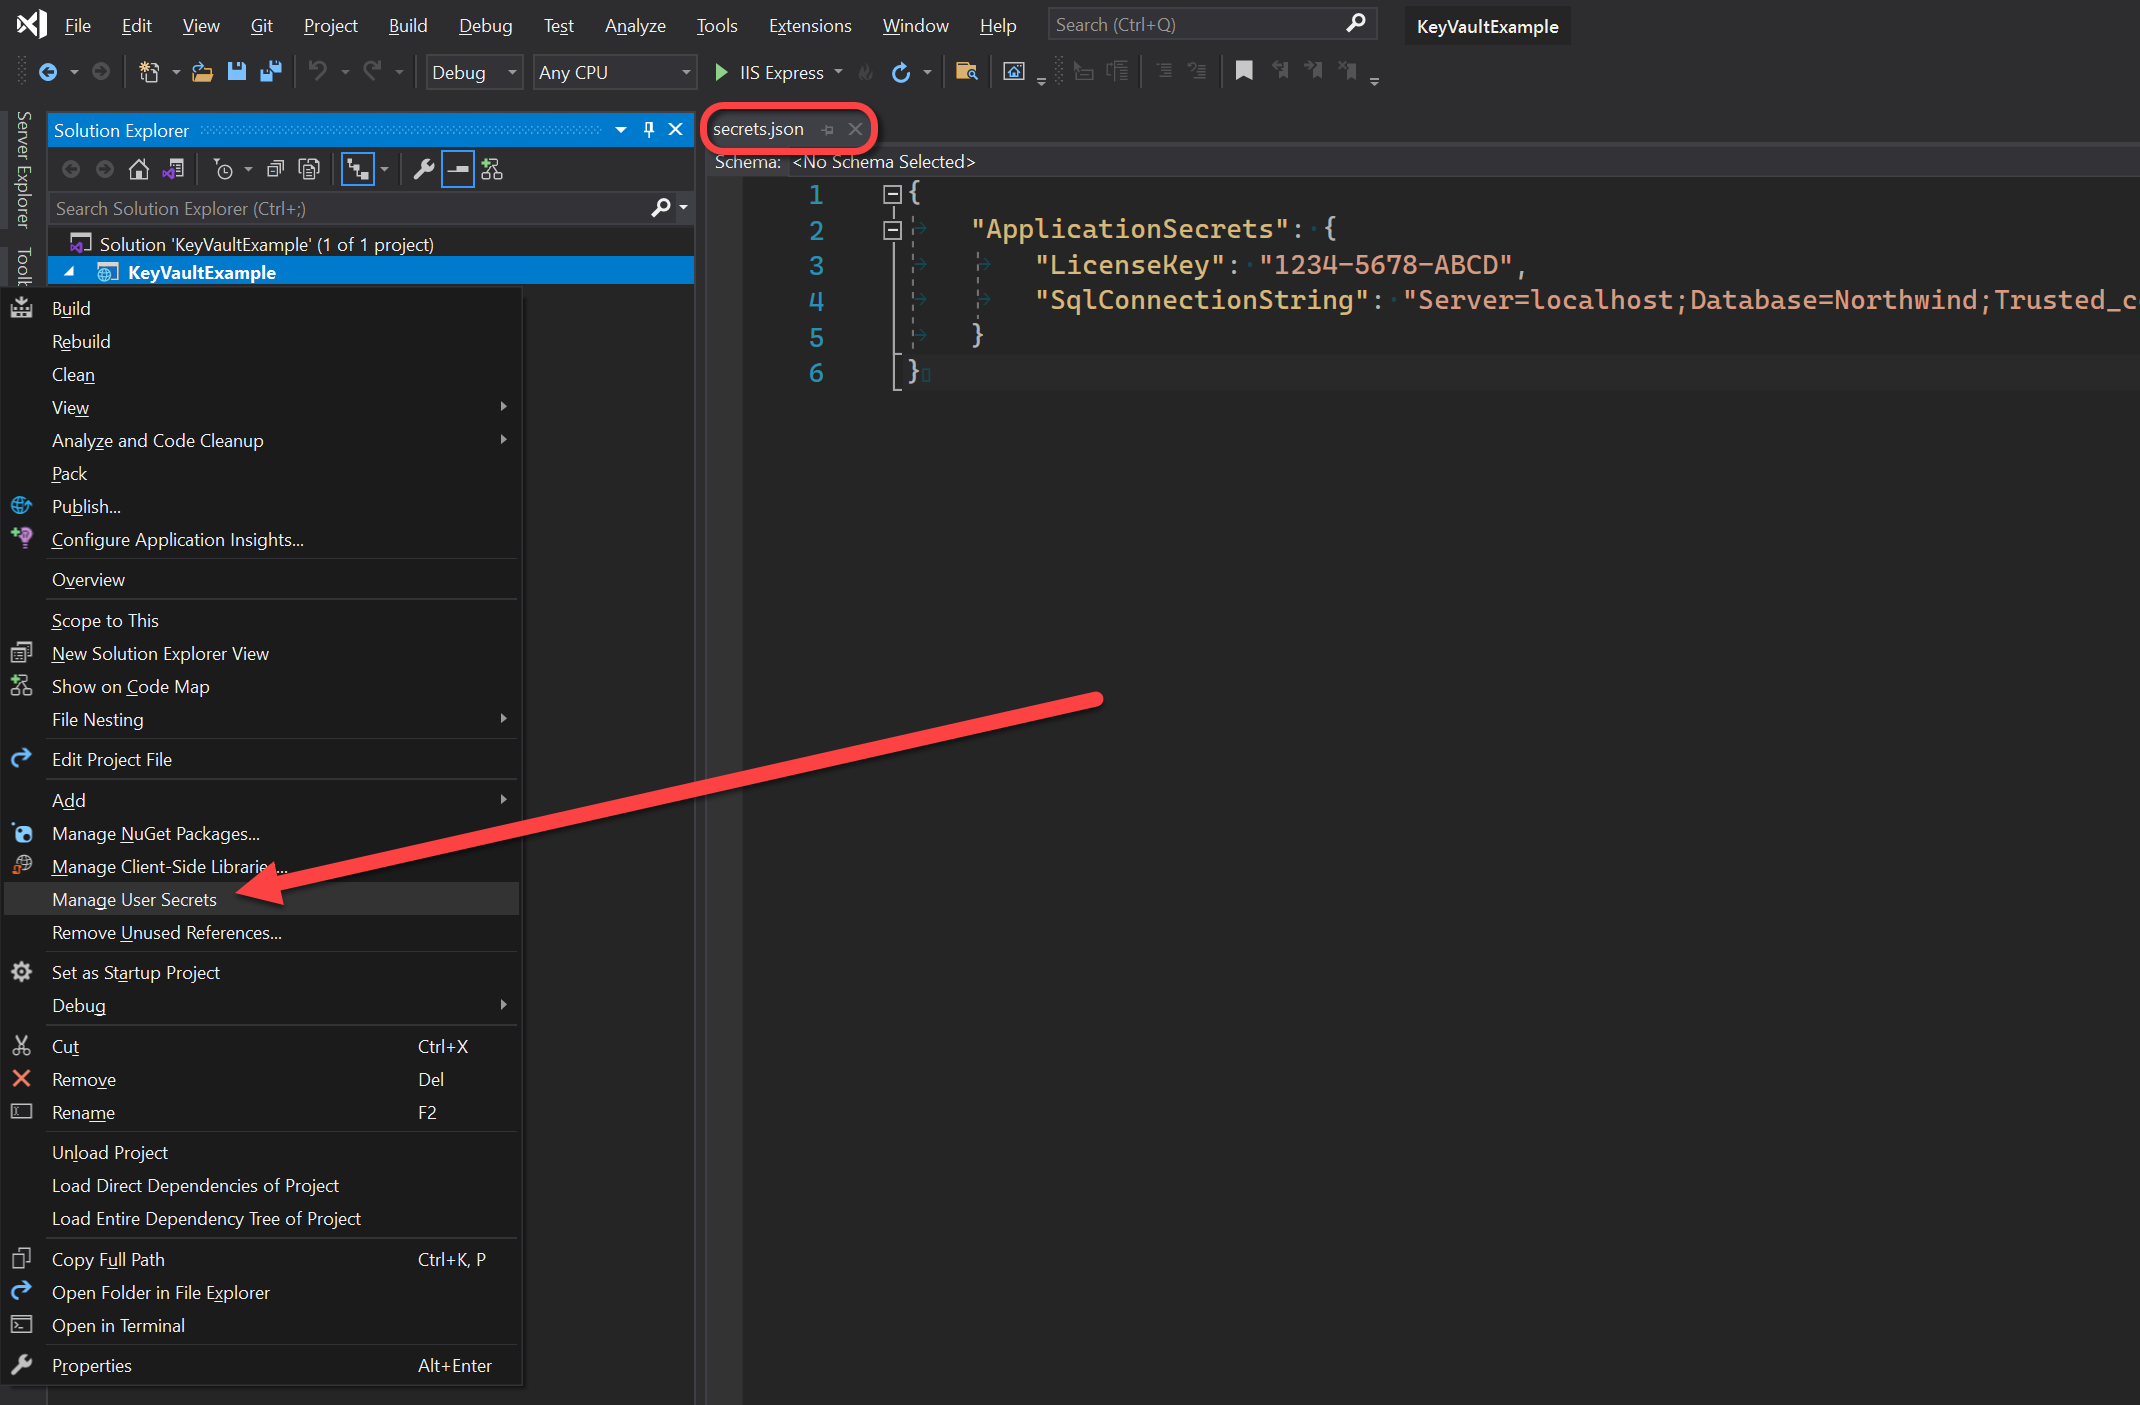 File Edit View Git Project Build Debug Test Analyze Tools Extensions Window Help Search (Ctrl+Q) KeyVaultExample
Debug Any CPU IIS Express
Server Explorer
Solution Explorer
secrets.json
Schema: <No Schema Selected>
Search Solution Explorer (Ctrl+;)
Solution 'KeyVaultExample' (1 of 1 project)
KeyVaultExample
1 {
2 "ApplicationSecrets": {
3 "LicenseKey": "1234-5678-ABCD",
4 "SqlConnectionString": "Server=localhost;Database=Northwind;Trusted_c
5 }
6 }
Build
Rebuild
Clean
View
Analyze and Code Cleanup
Pack
Publish...
Configure Application Insights...
Overview
Scope to This
New Solution Explorer View
Show on Code Map
File Nesting
Edit Project File
Add
Manage NuGet Packages...
Manage Client-Side Librarie...
Manage User Secrets
Remove Unused References...
Set as Startup Project
Debug
Cut Ctrl+X
Remove Del
Rename F2
Unload Project
Load Direct Dependencies of Project
Load Entire Dependency Tree of Project
Copy Full Path Ctrl+K, P
Open Folder in File Explorer
Open in Terminal
Properties Alt+Enter